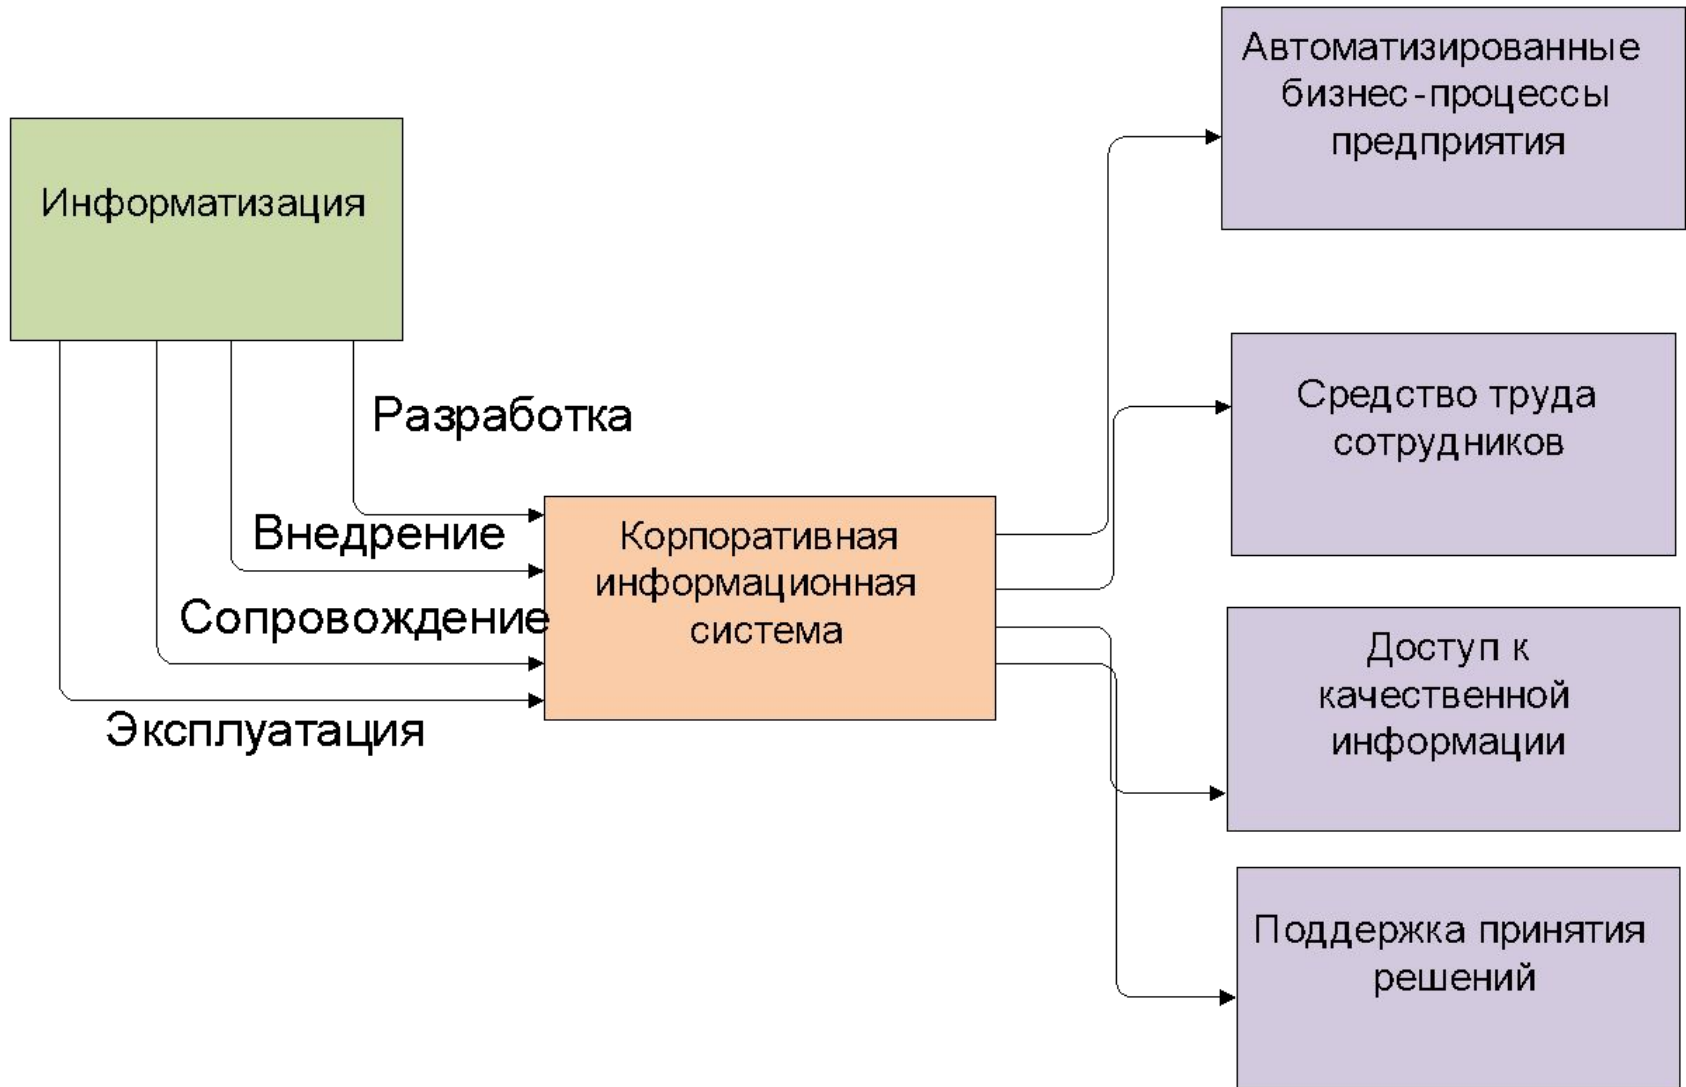 Автоматизированные
бизнес-процессы
предприятия
Информатизация
Средство труда
сотрудников
Разработка
Внедрение
Сопровождение
Эксплуатация
Корпоративная
информационная
система
Доступ к
качественной
информации
Поддержка принятия
решений